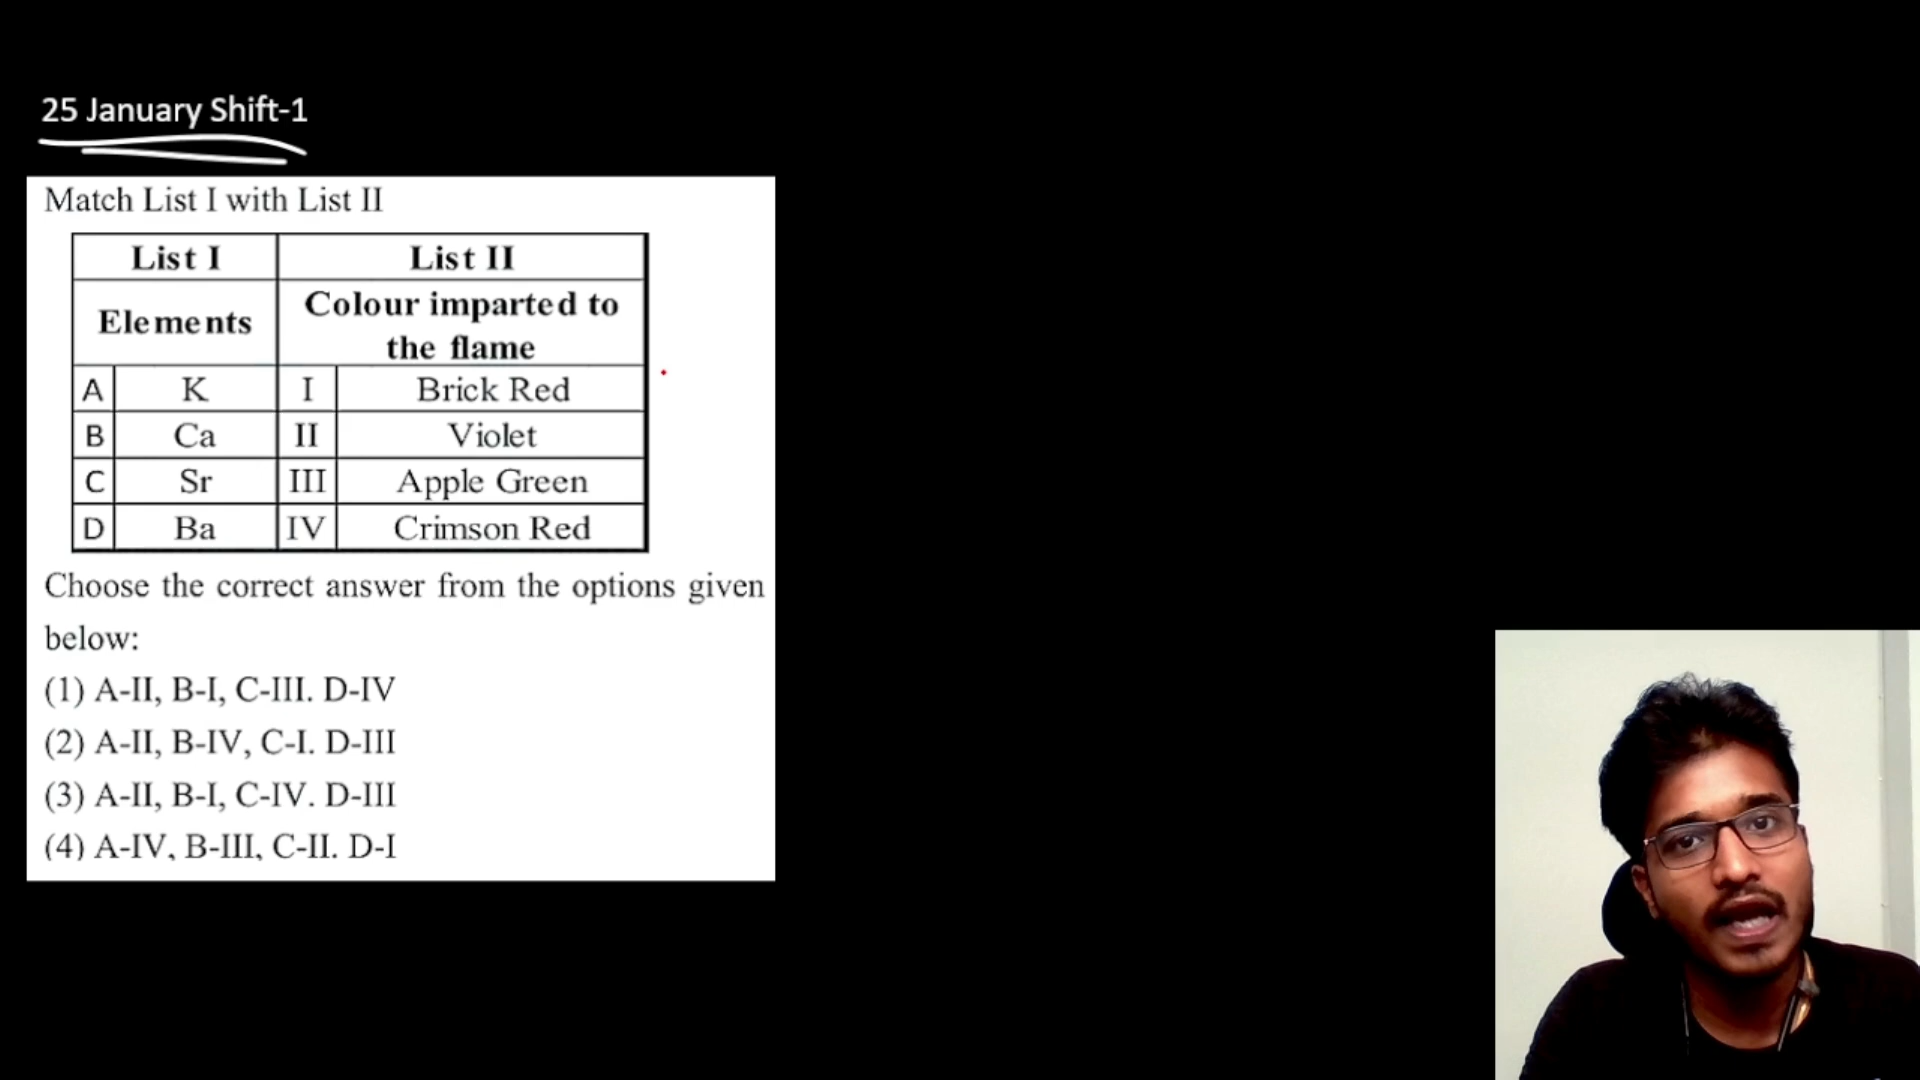 25 January Shift-1
Match List I with List II
List I List II
Elements Colour imparted to
the flame
A K I Brick Red
B Ca II Violet
C Sr III Apple Green
D Ba IV Crimson Red
Choose the correct answer from the options given
below:
(1) A-II, B-I, C-III. D-IV
(2) A-II, B-IV, C-I. D-III
(3) A-II, B-I, C-IV. D-III
(4) A-IV, B-III, C-II. D-I